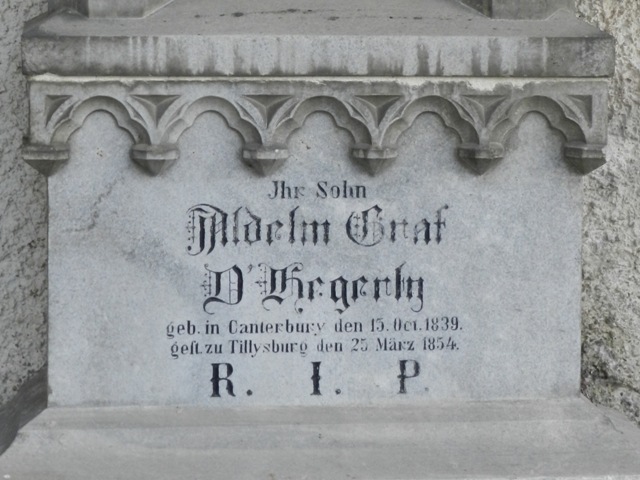 Ihr Sohn
Aldelm Graf
D'Hegerty
geb. in Canterbury den 15. Oct. 1839.
gest. zu Tillysburg den 25. März 1854.
R. I. P.